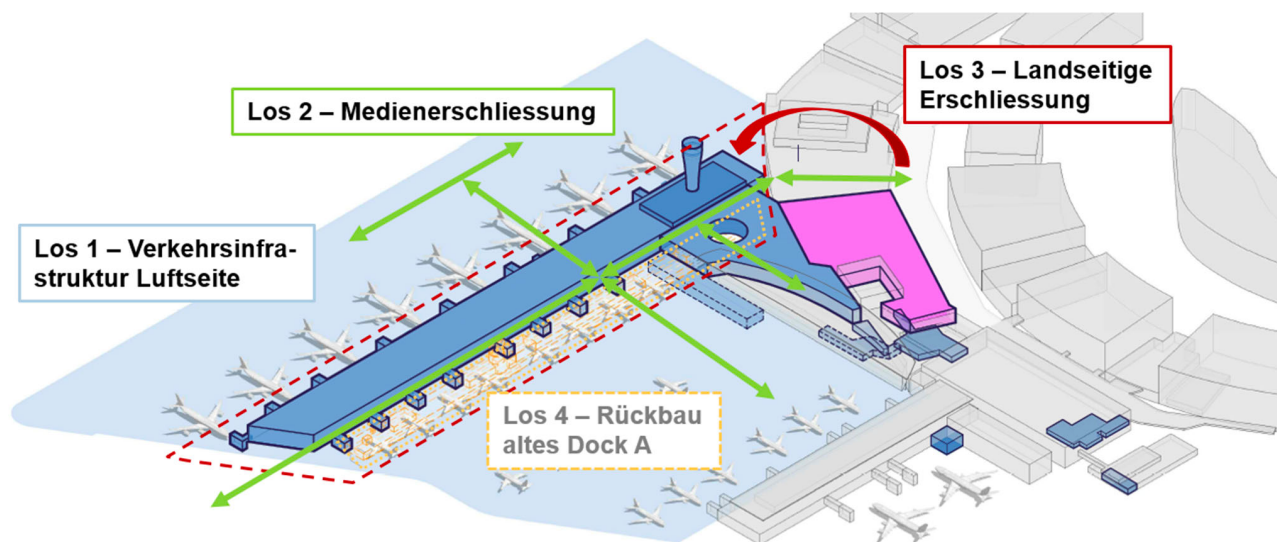 Los 3 – Landseitige
Erschliessung
Los 2 – Medienerschliessung
Los 1 – Verkehrsinfra-
struktur Luftseite
Los 4 – Rückbau
altes Dock A